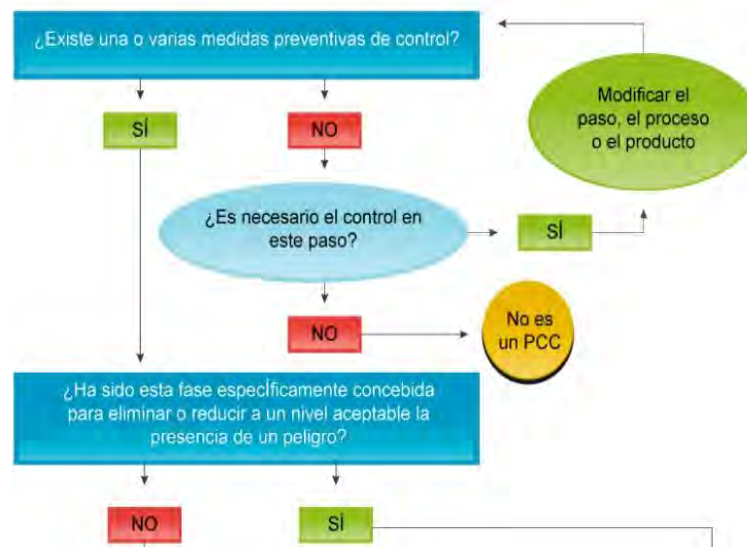 ¿Existe una o varias medidas preventivas de control?
Modificar el
paso, el proceso
o el producto
SÍ
NO
¿Es necesario el control en
este paso?
SÍ
NO
No es
un PCC
¿Ha sido esta fase específicamente concebida
para eliminar o reducir a un nivel aceptable la
presencia de un peligro?
NO
SÍ